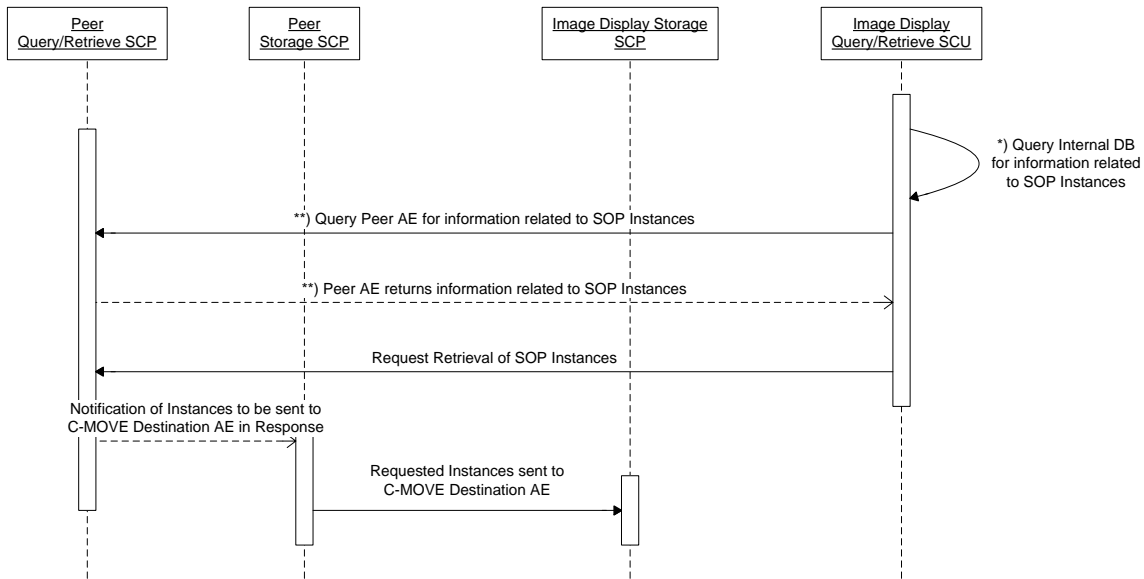 Peer
Query/Retrieve SCP
Peer
Storage SCP
Image Display Storage
SCP
Image Display
Query/Retrieve SCU
*) Query Internal DB
for information related
to SOP Instances
**) Query Peer AE for information related to SOP Instances
**) Peer AE returns information related to SOP Instances
Request Retrieval of SOP Instances
Notification of Instances to be sent to
C-MOVE Destination AE in Response
Requested Instances sent to
C-MOVE Destination AE